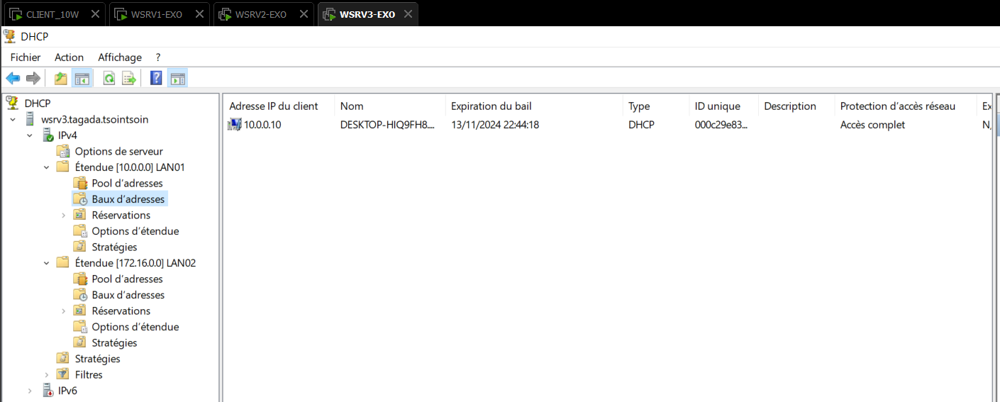 CLIENT_10W WSRV1-EXO WSRV2-EXO WSRV3-EXO
DHCP
Fichier Action Affichage ?
DHCP
wsrv3.tagada.tsointsoin
IPv4
Options de serveur
Étendue [10.0.0.0] LAN01
Pool d’adresses
Baux d’adresses
Réservations
Options d’étendue
Stratégies
Étendue [172.16.0.0] LAN02
Pool d’adresses
Baux d’adresses
Réservations
Options d’étendue
Stratégies
Stratégies
Filtres
IPv6
Adresse IP du client Nom Expiration du bail Type ID unique Description Protection d’accès réseau Ex
10.0.0.10 DESKTOP-HIQ9FH8.... 13/11/2024 22:44:18 DHCP 000c29e83... Accès complet N,